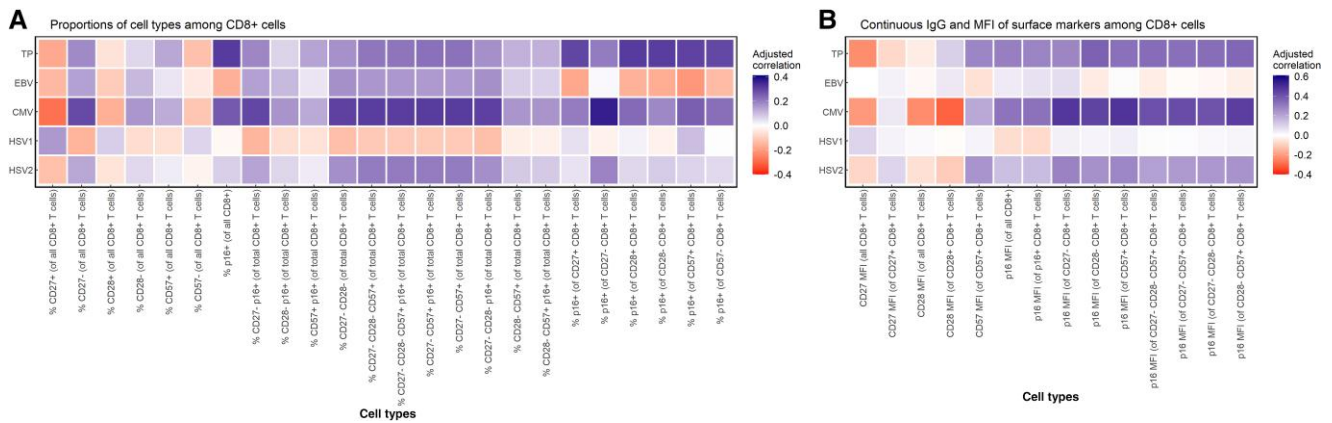 A
Proportions of cell types among CD8+ cells
TP
EBV
CMV
HSV1
HSV2
Adjusted
correlation
0.4
0.2
0.0
-0.2
-0.4
% CD27+ (of all CD8+ T cells)
% CD27- (of all CD8+ T cells)
% CD28+ (of all CD8+ T cells)
% CD28- (of all CD8+ T cells)
% CD57+ (of all CD8+ T cells)
% CD57- (of all CD8+ T cells)
% p16+ (of all CD8+)
% CD27- p16+ (of total CD8+ T cells)
% CD28- p16+ (of total CD8+ T cells)
% CD57+ p16+ (of total CD8+ T cells)
% CD27- CD28- (of total CD8+ T cells)
% CD27- CD28- CD57+ (of total CD8+ T cells)
% CD27- CD28- CD57+ p16+ (of total CD8+ T cells)
% CD27- CD57+ p16+ (of total CD8+ T cells)
% CD27- CD57+ (of total CD8+ T cells)
% CD27- CD28- p16+ (of total CD8+ T cells)
% CD28- CD57+ (of total CD8+ T cells)
% CD28- CD57+ p16+ (of total CD8+ T cells)
% p16+ (of CD27+ CD8+ T cells)
% p16+ (of CD27- CD8+ T cells)
% p16+ (of CD28+ CD8+ T cells)
% p16+ (of CD28- CD8+ T cells)
% p16+ (of CD57+ CD8+ T cells)
% p16+ (of CD57- CD8+ T cells)
Cell types
B
Continuous IgG and MFI of surface markers among CD8+ cells
TP
EBV
CMV
HSV1
HSV2
Adjusted
correlation
0.6
0.4
0.2
0.0
-0.2
-0.4
CD27 MFI (all CD8+ T cells)
CD27 MFI (of CD27+ CD8+ T cells)
CD28 MFI (of all CD8+ T cells)
CD28 MFI (of CD28+ CD8+ T cells)
CD57 MFI (of CD57+ CD8+ T cells)
p16 MFI (of all CD8+)
p16 MFI (of p16+ CD8+ T cells)
p16 MFI (of CD27- CD8+ T cells)
p16 MFI (of CD28- CD8+ T cells)
p16 MFI (of CD57+ CD8+ T cells)
p16 MFI (of CD27- CD28- CD57+ CD8+ T cells)
p16 MFI (of CD27- CD57+ CD8+ T cells)
p16 MFI (of CD27- CD28- CD8+ T cells)
p16 MFI (of CD28- CD57+ CD8+ T cells)
Cell types